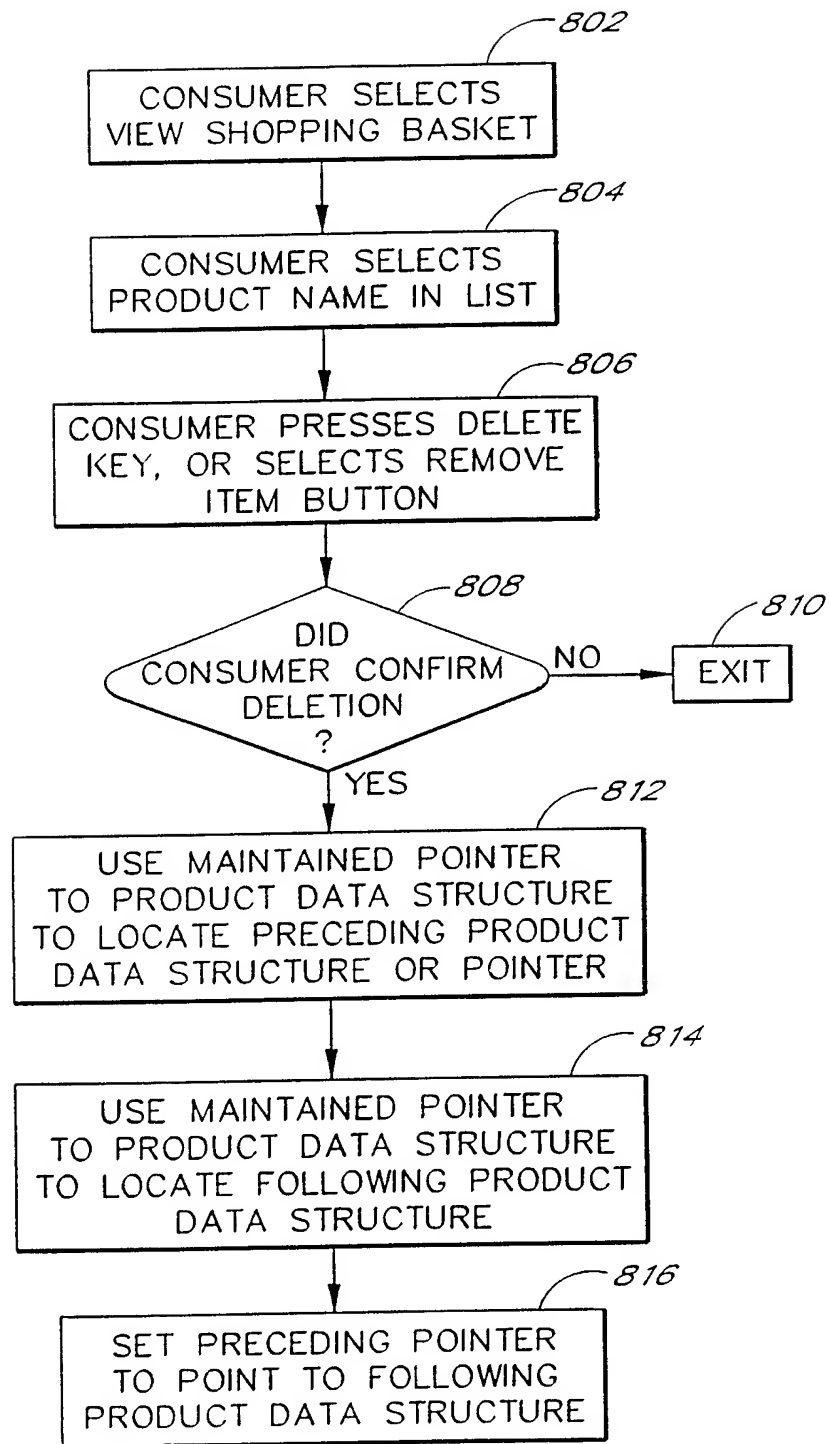 802
CONSUMER SELECTS
VIEW SHOPPING BASKET
804
CONSUMER SELECTS
PRODUCT NAME IN LIST
806
CONSUMER PRESSES DELETE
KEY, OR SELECTS REMOVE
ITEM BUTTON
808
DID
CONSUMER CONFIRM
DELETION
?
NO
810
EXIT
YES
812
USE MAINTAINED POINTER
TO PRODUCT DATA STRUCTURE
TO LOCATE PRECEDING PRODUCT
DATA STRUCTURE OR POINTER
814
USE MAINTAINED POINTER
TO PRODUCT DATA STRUCTURE
TO LOCATE FOLLOWING PRODUCT
DATA STRUCTURE
816
SET PRECEDING POINTER
TO POINT TO FOLLOWING
PRODUCT DATA STRUCTURE